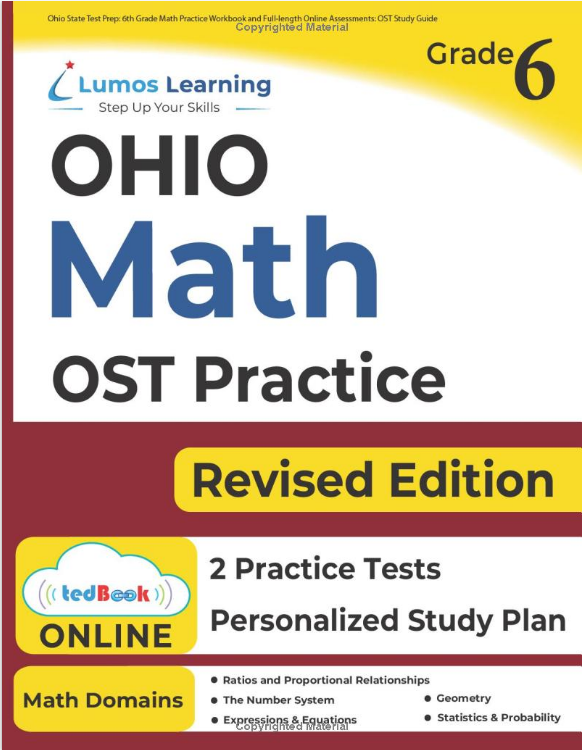 Ohio State Test Prep: 6th Grade Math Practice Workbook and Full-length Online Assessments: OST Study Guide
Copyrighted Material
Grade 6
Lumos Learning
Step Up Your Skills
OHIO
Math
OST Practice
Revised Edition
((tedBook))
ONLINE
2 Practice Tests
Personalized Study Plan
Math Domains
• Ratios and Proportional Relationships
• The Number System
• Expressions & Equations
• Geometry
• Statistics & Probability
Copyrighted Material